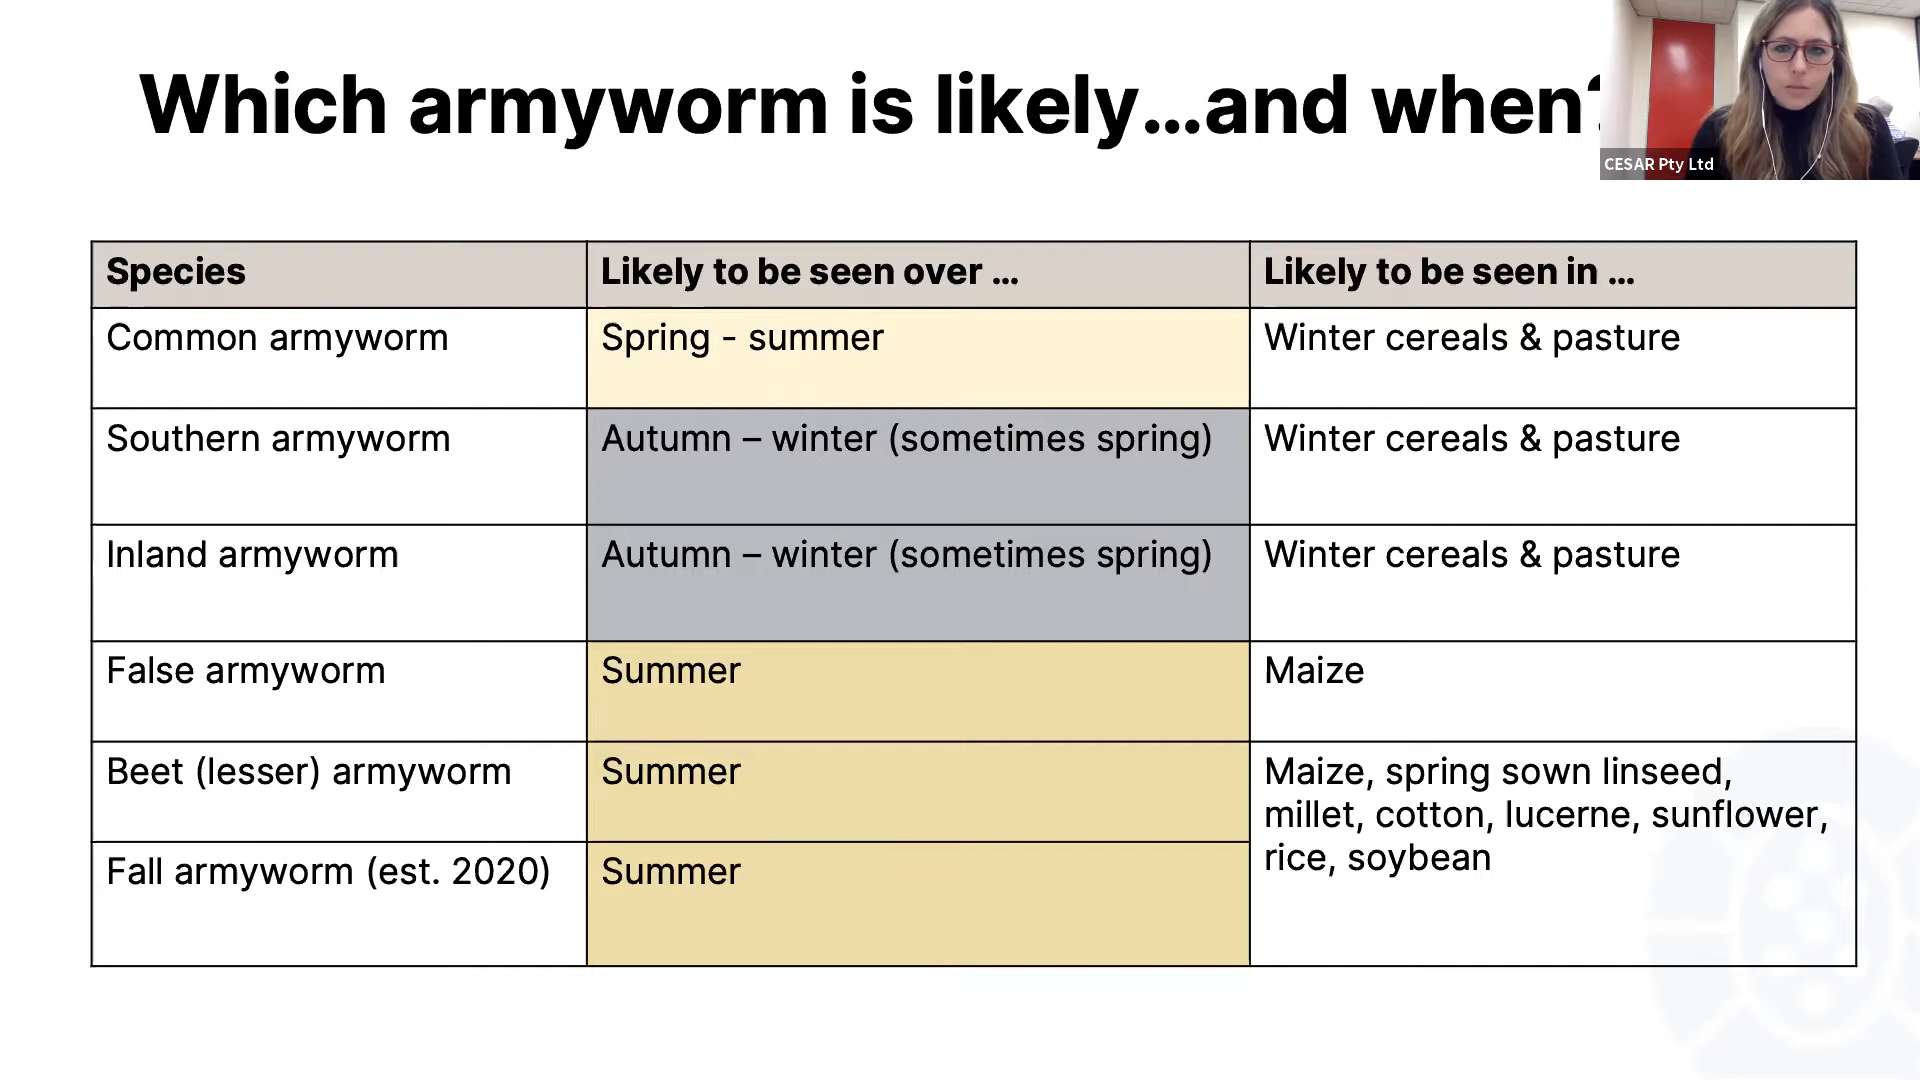 Which armyworm is likely...and when?
CESAR Pty Ltd
Species
Likely to be seen over ...
Likely to be seen in ...
Common armyworm
Spring - summer
Winter cereals & pasture
Southern armyworm
Autumn – winter (sometimes spring)
Winter cereals & pasture
Inland armyworm
Autumn – winter (sometimes spring)
Winter cereals & pasture
False armyworm
Summer
Maize
Beet (lesser) armyworm
Summer
Maize, spring sown linseed,
millet, cotton, lucerne, sunflower,
rice, soybean
Fall armyworm (est. 2020)
Summer